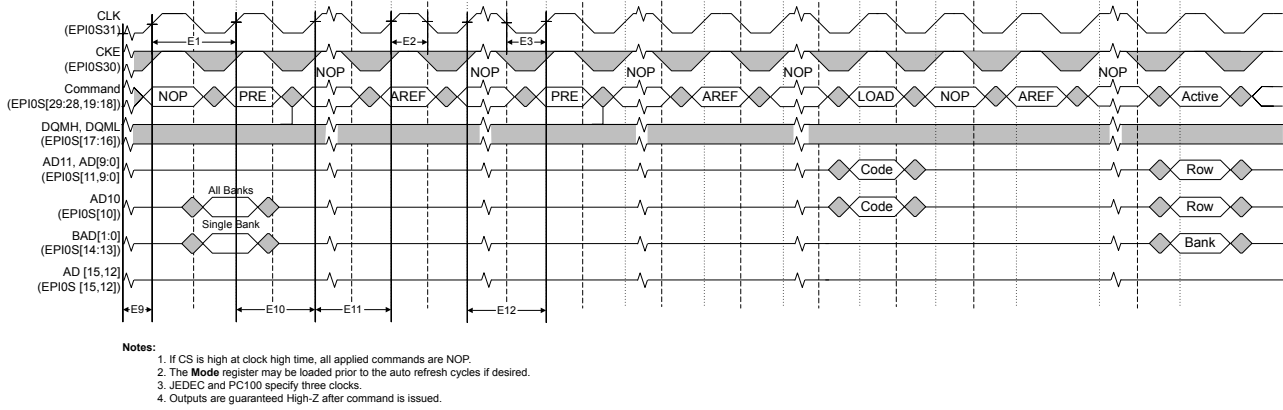 CLK
(EPI0S31)
E1
E2
E3
CKE
(EPI0S30)
NOP
NOP
NOP
NOP
NOP
Command
(EPI0S[29:28,19:18])
NOP
PRE
AREF
PRE
AREF
LOAD
NOP
AREF
Active
DQMH, DQML
(EPI0S[17:16])
AD11, AD[9:0]
(EPI0S[11,9:0]
Code
Row
All Banks
AD10
(EPI0S[10])
Code
Row
Single Bank
BAD[1:0]
(EPI0S[14:13])
Bank
AD [15,12]
(EPI0S [15,12])
E9
E10
E11
E12
Notes:
1. If CS is high at clock high time, all applied commands are NOP.
2. The Mode register may be loaded prior to the auto refresh cycles if desired.
3. JEDEC and PC100 specify three clocks.
4. Outputs are guaranteed High-Z after command is issued.